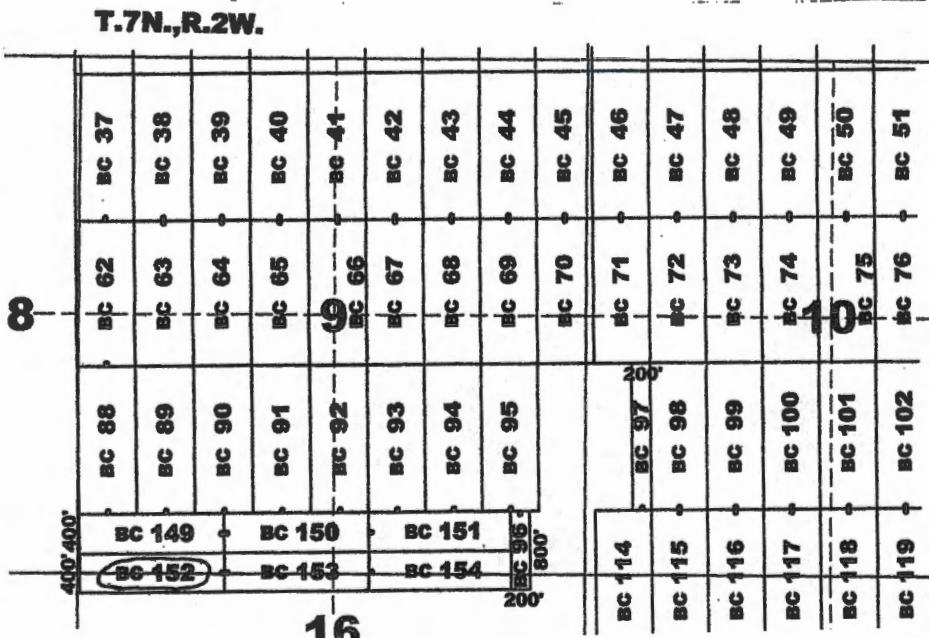 T.7N.,R.2W.
BC 37
BC 38
BC 39
BC 40
BC 41
BC 42
BC 43
BC 44
BC 45
BC 46
BC 47
BC 48
BC 49
BC 50
BC 51
BC 62
BC 63
BC 64
BC 65
BC 66
BC 67
BC 68
BC 69
BC 70
BC 71
BC 72
BC 73
BC 74
BC 75
BC 76
8
9
10
200'
BC 88
BC 89
BC 90
BC 91
BC 92
BC 93
BC 94
BC 95
BC 97
BC 98
BC 99
BC 100
BC 101
BC 102
400'
BC 149
BC 150
BC 151
BC 96
800'
400'
BC 152
BC 153
BC 154
200'
BC 114
BC 115
BC 116
BC 117
BC 118
BC 119
16